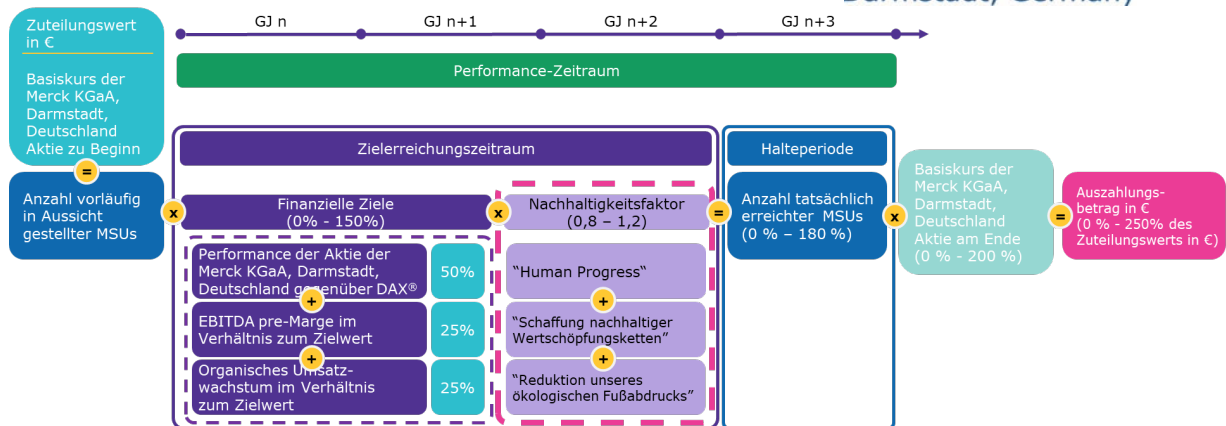 Darmstadt, Germany
GJ n
GJ n+1
GJ n+2
GJ n+3
Zuteilungswert
in €
Basiskurs der
Merck KGaA,
Darmstadt,
Deutschland
Aktie zu Beginn
=
Anzahl vorläufig
in Aussicht
gestellter MSUs
Performance-Zeitraum
Zielerreichungszeitraum
Halteperiode
x
Finanzielle Ziele
(0% - 150%)
x
Nachhaltigkeitsfaktor
(0,8 – 1,2)
=
Anzahl tatsächlich
erreichter MSUs
(0 % – 180 %)
x
Basiskurs der
Merck KGaA,
Darmstadt,
Deutschland
Aktie am Ende
(0 % - 200 %)
=
Auszahlungs-
betrag in €
(0 % - 250% des
Zuteilungswerts in €)
Performance der Aktie der
Merck KGaA, Darmstadt,
Deutschland gegenüber DAX®
50%
+
EBITDA pre-Marge im
Verhältnis zum Zielwert
25%
+
Organisches Umsatz-
wachstum im Verhältnis
zum Zielwert
25%
"Human Progress"
+
"Schaffung nachhaltiger
Wertschöpfungsketten"
+
"Reduktion unseres
ökologischen Fußabdrucks"